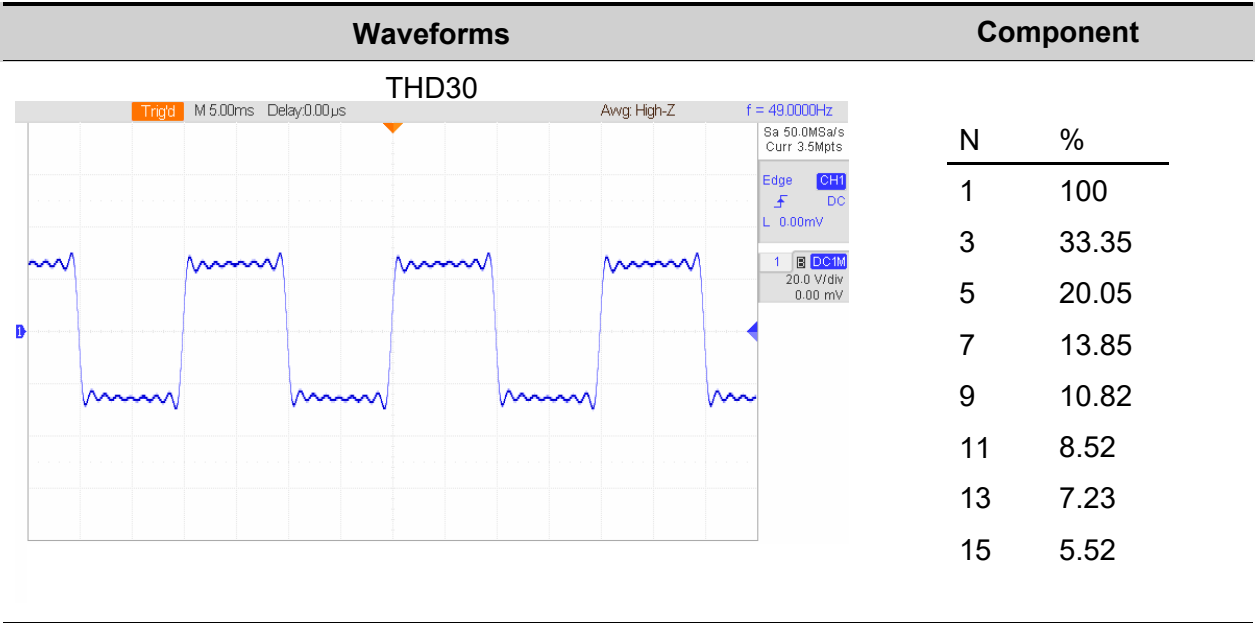 Waveforms Component
THD30
Trig'd M 5.00ms Delay:0.00μs Awg: High-Z f = 49.0000Hz
Sa 50.0MSa/s
Curr 3.5Mpts
Edge CH1
DC
L 0.00mV
1 B DC1M
20.0 V/div
0.00 mV
1
N %
1 100
3 33.35
5 20.05
7 13.85
9 10.82
11 8.52
13 7.23
15 5.52